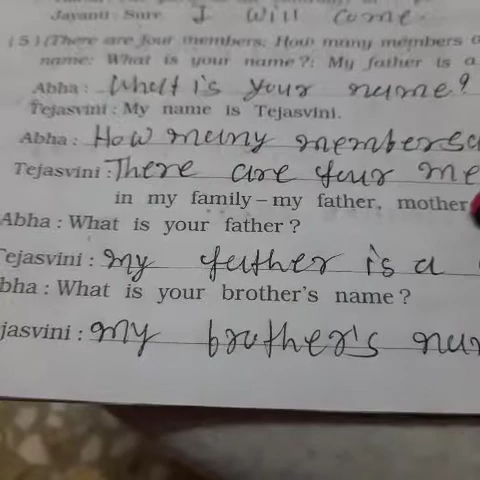 Jayanti : Sure I will come.
(5) (There are four members; How many members
name; What is your name?; My father is a
Abha : What is your name?
Tejasvini : My name is Tejasvini.
Abha : How many members
Tejasvini : There are four me
in my family – my father, mother
Abha : What is your father ?
Tejasvini : my father is a
bha : What is your brother's name ?
jasvini : my brother's